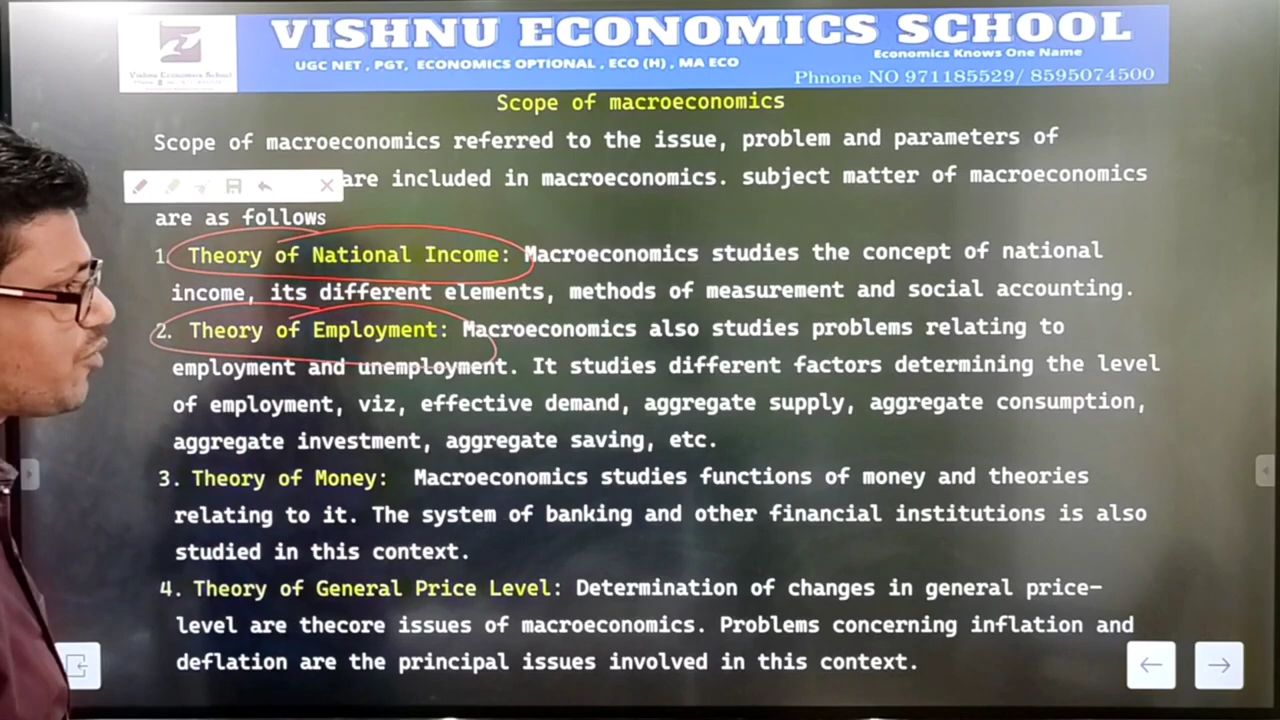 VISHNU ECONOMICS SCHOOL
Economics Knows One Name
UGC NET , PGT, ECONOMICS OPTIONAL , ECO (H) , MA ECO
Phnone NO 971185529/ 8595074500
Vishnu Economics School
Scope of macroeconomics
Scope of macroeconomics referred to the issue, problem and parameters of
are included in macroeconomics. subject matter of macroeconomics
are as follows
1. Theory of National Income: Macroeconomics studies the concept of national
income, its different elements, methods of measurement and social accounting.
2. Theory of Employment: Macroeconomics also studies problems relating to
employment and unemployment. It studies different factors determining the level
of employment, viz, effective demand, aggregate supply, aggregate consumption,
aggregate investment, aggregate saving, etc.
3. Theory of Money: Macroeconomics studies functions of money and theories
relating to it. The system of banking and other financial institutions is also
studied in this context.
4. Theory of General Price Level: Determination of changes in general price-
level are thecore issues of macroeconomics. Problems concerning inflation and
deflation are the principal issues involved in this context.